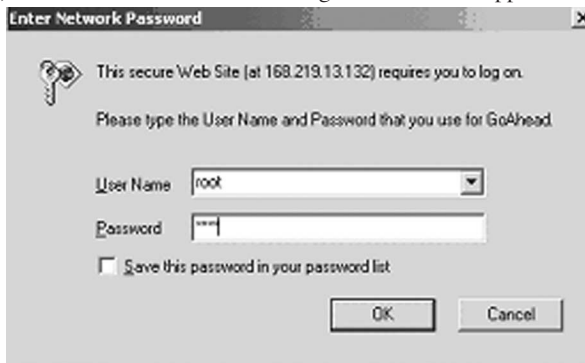 Enter Network Password
This secure Web Site (at 168.219.13.132) requires you to log on.
Please type the User Name and Password that you use for GoAhead.
User Name root
Password ****
Save this password in your password list
OK Cancel